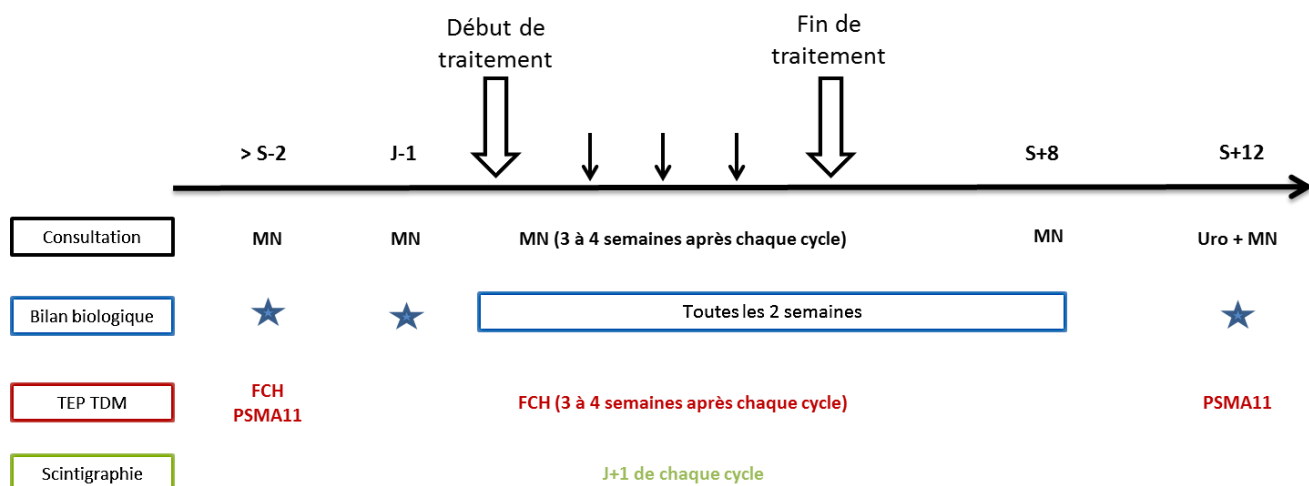 Début de
traitement
Fin de
traitement
> S-2
J-1
S+8
S+12
Consultation
MN
MN
MN (3 à 4 semaines après chaque cycle)
MN
Uro + MN
Bilan biologique
Toutes les 2 semaines
TEP TDM
FCH
PSMA11
FCH (3 à 4 semaines après chaque cycle)
PSMA11
Scintigraphie
J+1 de chaque cycle